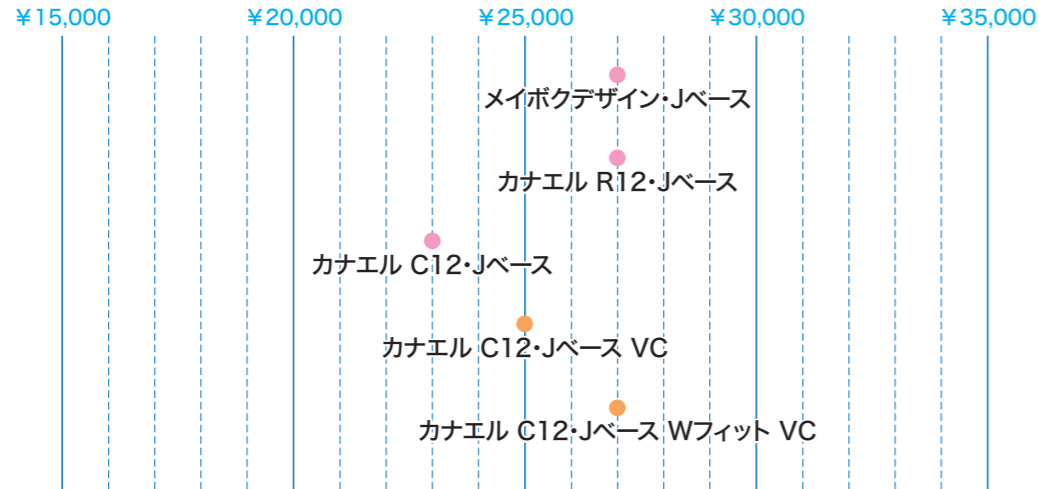 ¥15,000 ¥20,000 ¥25,000 ¥30,000 ¥35,000
メイボクデザイン・Jベース
カナエル R12・Jベース
カナエル C12・Jベース
カナエル C12・Jベース VC
カナエル C12・Jベース Wフィット VC